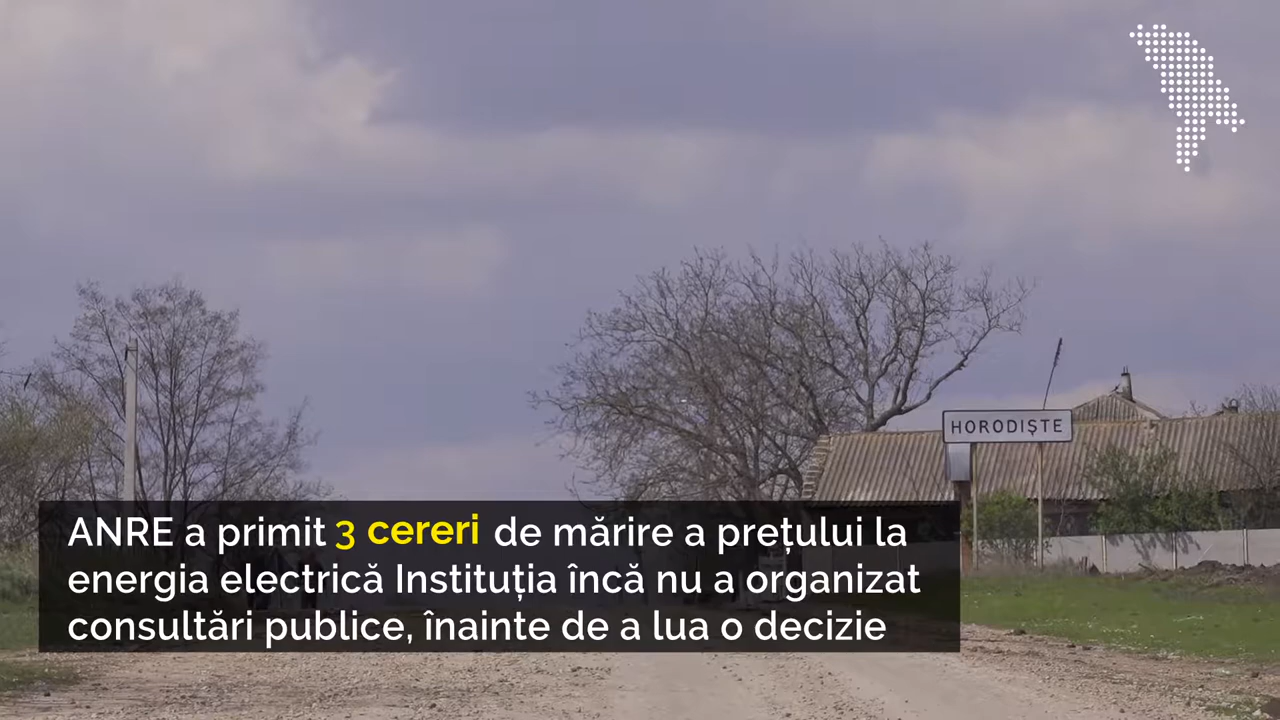 HORODIŞTE
ANRE a primit 3 cereri de mărire a prețului la
energia electrică Instituția încă nu a organizat
consultări publice, înainte de a lua o decizie